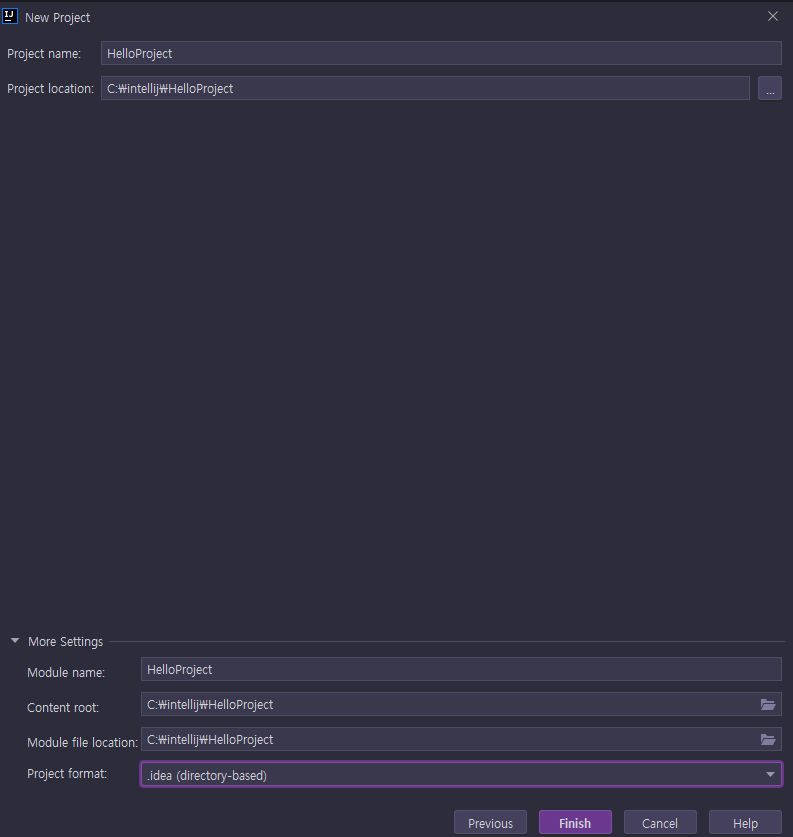 New Project
Project name: HelloProject
Project location: C:₩intellij₩HelloProject ...
More Settings
Module name: HelloProject
Content root: C:₩intellij₩HelloProject
Module file location: C:₩intellij₩HelloProject
Project format: .idea (directory-based)
Previous Finish Cancel Help